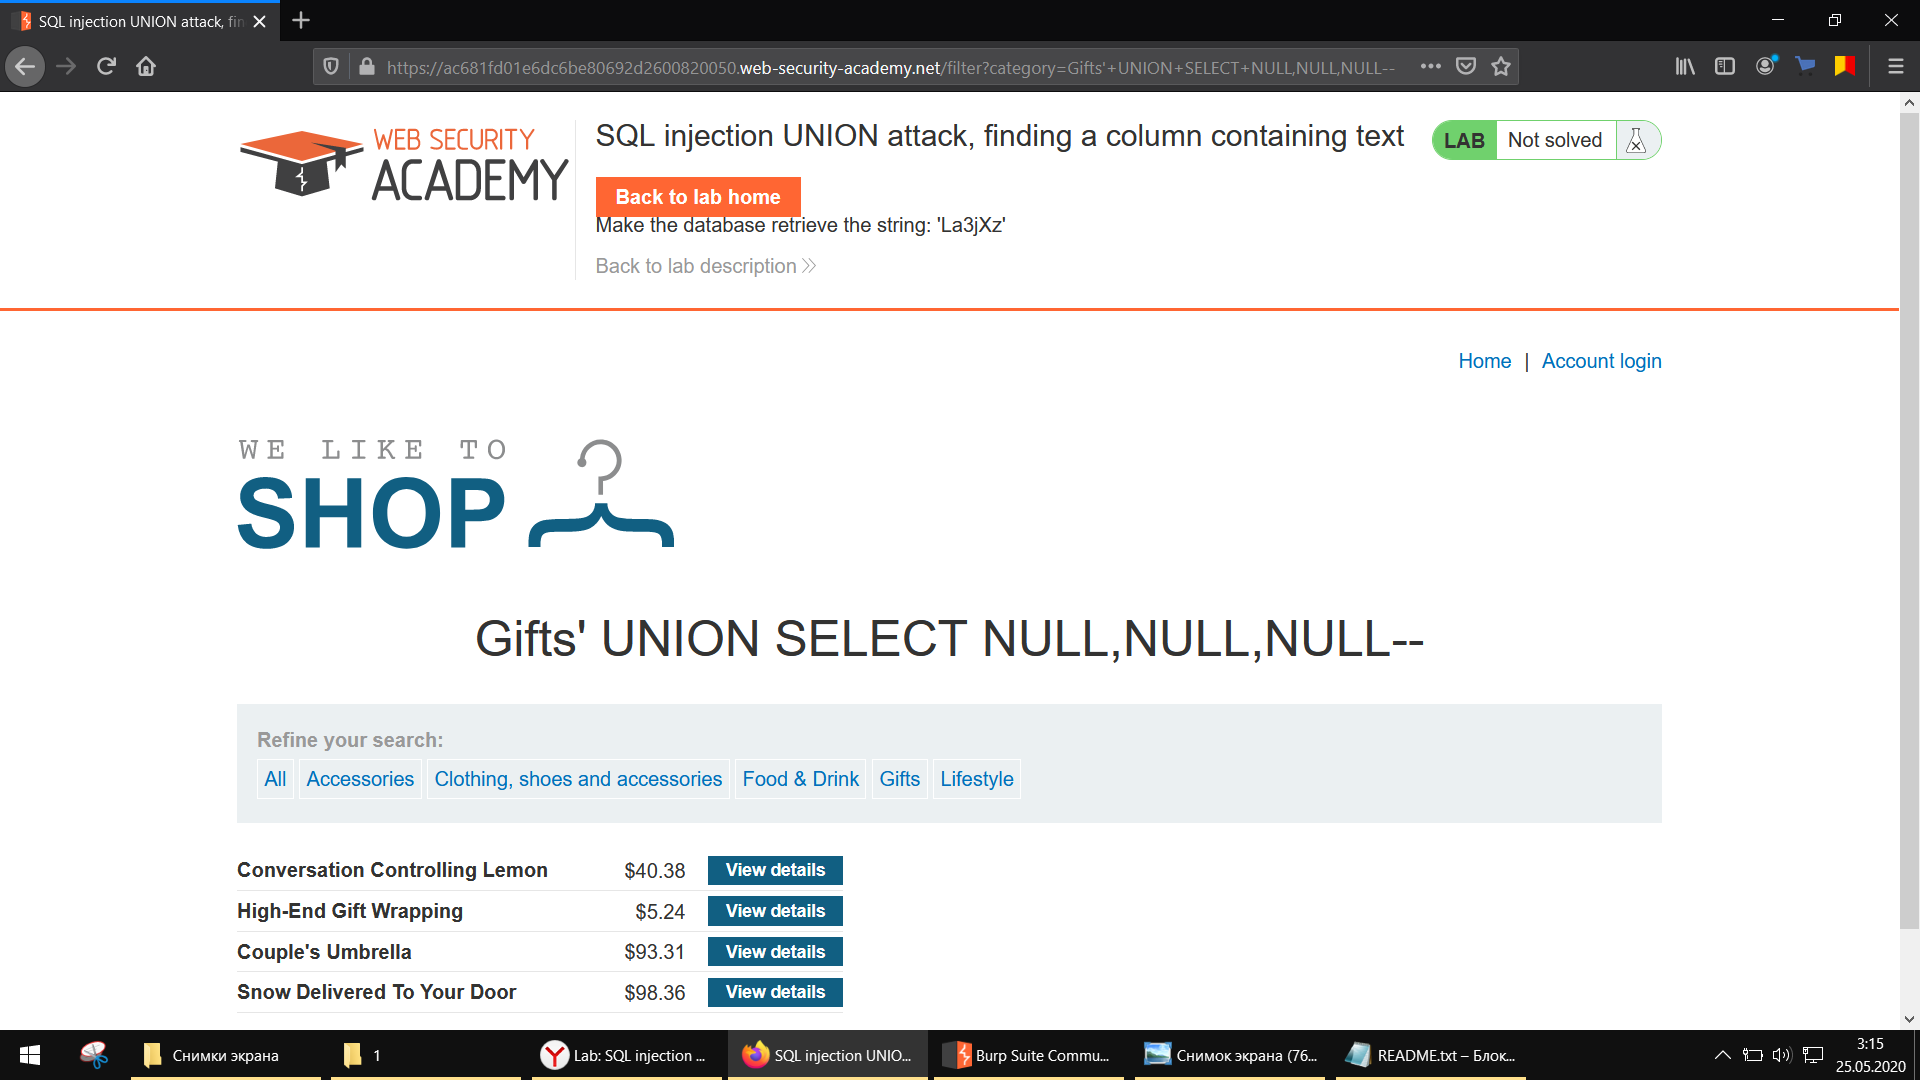 SQL injection UNION attack, fin
https://ac681fd01e6dc6be80692d2600820050.web-security-academy.net/filter?category=Gifts'+UNION+SELECT+NULL,NULL,NULL--
WEB SECURITY
ACADEMY
SQL injection UNION attack, finding a column containing text
LAB Not solved
Back to lab home
Make the database retrieve the string: 'La3jXz'
Back to lab description
Home | Account login
WE LIKE TO
SHOP
Gifts' UNION SELECT NULL,NULL,NULL--
Refine your search:
All Accessories Clothing, shoes and accessories Food & Drink Gifts Lifestyle
Conversation Controlling Lemon $40.38 View details
High-End Gift Wrapping $5.24 View details
Couple's Umbrella $93.31 View details
Snow Delivered To Your Door $98.36 View details
Снимки экрана
1
Lab: SQL injection ...
SQL injection UNIO...
Burp Suite Commu...
Снимок экрана (76...
README.txt – Блок...
3:15
25.05.2020